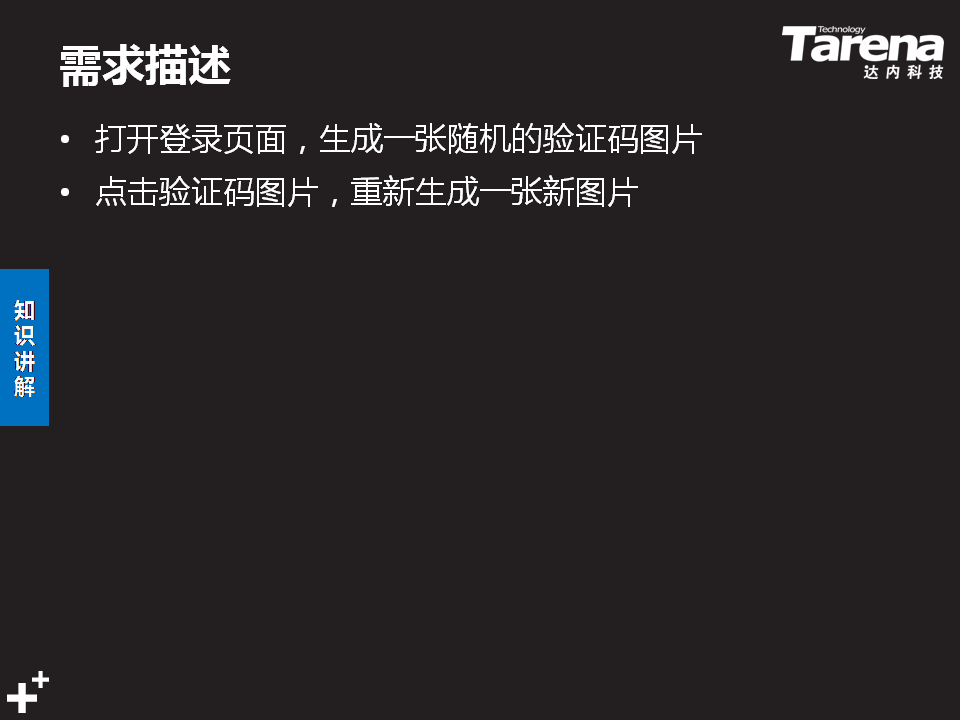 需求描述
Technology
Tarena
达内科技
• 打开登录页面，生成一张随机的验证码图片
• 点击验证码图片，重新生成一张新图片
知
识
讲
解